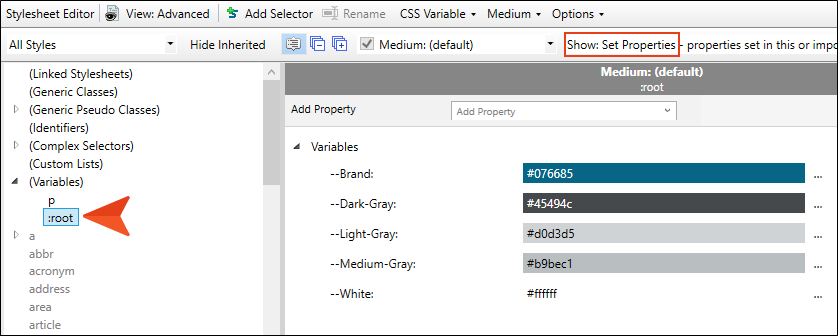 Stylesheet Editor View: Advanced Add Selector Rename CSS Variable Medium Options
All Styles Hide Inherited Medium: (default) Show: Set Properties - properties set in this or impo
(Linked Stylesheets)
(Generic Classes)
(Generic Pseudo Classes)
(Identifiers)
(Complex Selectors)
(Custom Lists)
(Variables)
p
:root
a
abbr
acronym
address
area
article
Medium: (default)
:root
Add Property Add Property
Variables
--Brand: #076685 ...
--Dark-Gray: #45494c ...
--Light-Gray: #d0d3d5 ...
--Medium-Gray: #b9bec1 ...
--White: #ffffff ...